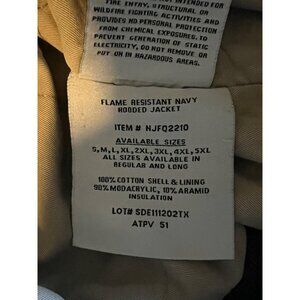 FIRE ENTRY, STRUCTURAL OR
WILDFIRE FIGHTING ACTIVITIES AND
PROVIDES NO PERSONAL PROTECTION
FROM CHEMICAL EXPOSURES. TO
PREVENT GENERATION OF STATIC
ELECTRICITY, DO NOT REMOVE OR
PUT ON IN HAZARDOUS AREAS.
FLAME RESISTANT NAVY
HOODED JACKET
ITEM # HJFQ2210
AVAILABLE SIZES
S,M,L,XL,2XL,3XL,4XL,5XL
ALL SIZES AVAILABLE IN
REGULAR AND LONG
100% COTTON SHELL & LINING
90% MODACRYLIC, 10% ARAMID
INSULATION
LOT# SDE111202TX
ATPV 51